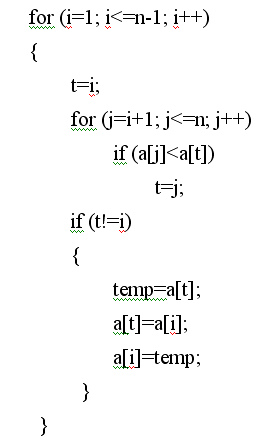 for (i=1; i<=n-1; i++)
{
t=i;
for (j=i+1; j<=n; j++)
if (a[j]<a[t])
t=j;
if (t!=i)
{
temp=a[t];
a[t]=a[i];
a[i]=temp;
}
}